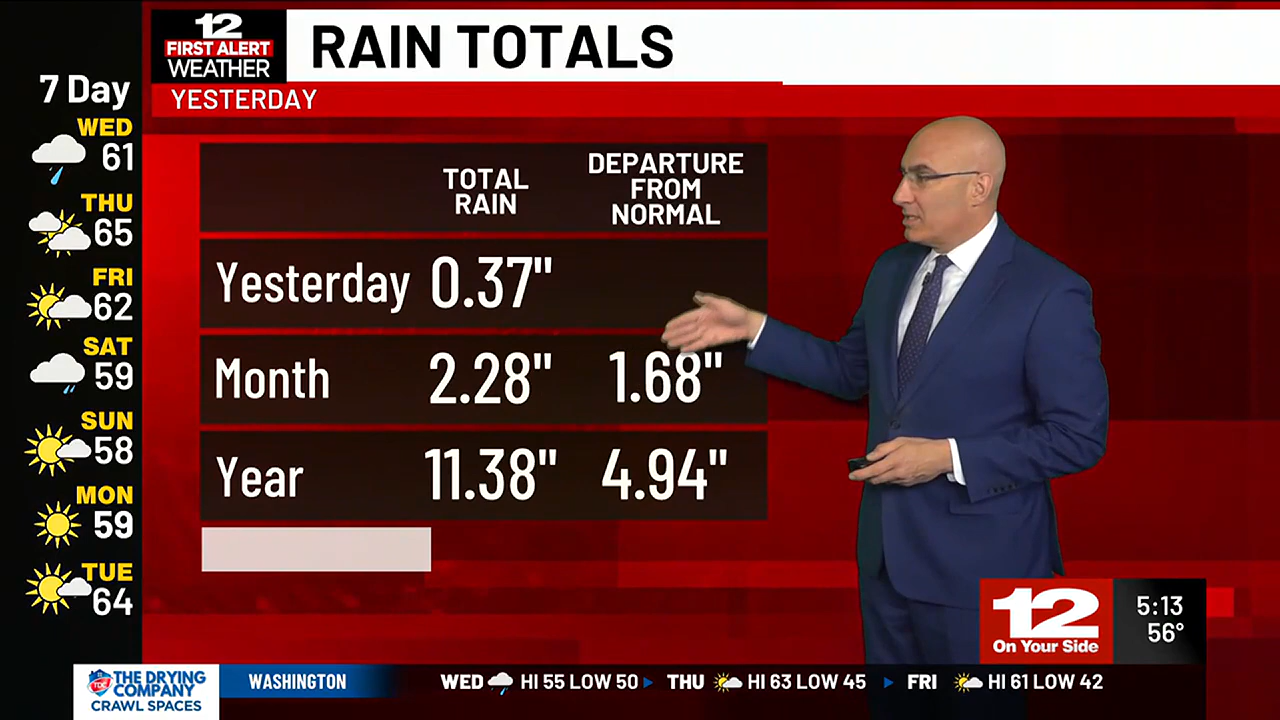 12
FIRST ALERT
WEATHER
RAIN TOTALS
YESTERDAY
7 Day
WED
61
THU
65
FRI
62
SAT
59
SUN
58
MON
59
TUE
64
TOTAL RAIN
DEPARTURE FROM NORMAL
Yesterday 0.37"
Month 2.28" 1.68"
Year 11.38" 4.94"
12
On Your Side
5:13
56°
THE DRYING
COMPANY
CRAWL SPACES
WASHINGTON
WED HI 55 LOW 50 THU HI 63 LOW 45 FRI HI 61 LOW 42